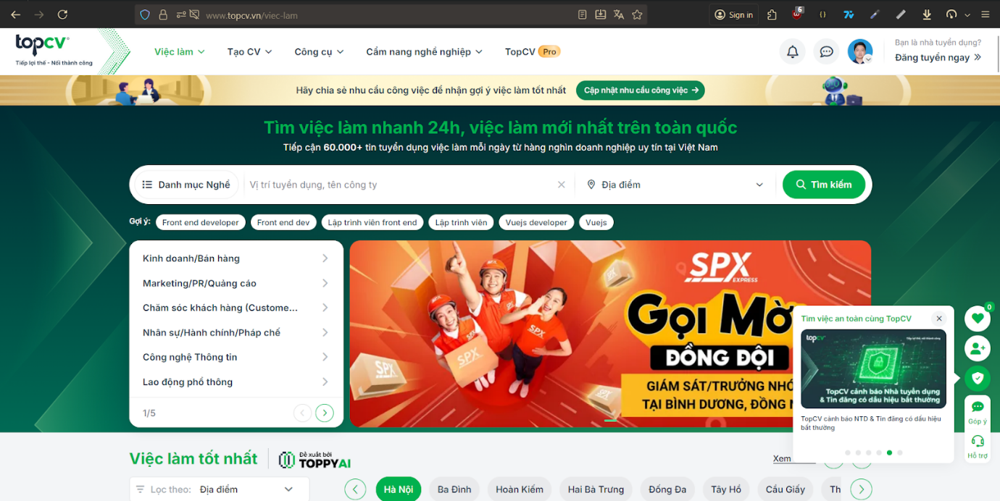 www.topcv.vn/viec-lam
Sign in
6
topcv
Tiếp lợi thế - Nối thành công
Việc làm
Tạo CV
Công cụ
Cẩm nang nghề nghiệp
TopCV Pro
Bạn là nhà tuyển dụng?
Đăng tuyển ngay
Hãy chia sẻ nhu cầu công việc để nhận gợi ý việc làm tốt nhất
Cập nhật nhu cầu công việc →
Tìm việc làm nhanh 24h, việc làm mới nhất trên toàn quốc
Tiếp cận 60.000+ tin tuyển dụng việc làm mỗi ngày từ hàng nghìn doanh nghiệp uy tín tại Việt Nam
Danh mục Nghề
Vị trí tuyển dụng, tên công ty
Địa điểm
Tìm kiếm
Gợi ý:
Front end developer
Front end dev
Lập trình viên front end
Lập trình viên
Vuejs developer
Vuejs
Kinh doanh/Bán hàng
Marketing/PR/Quảng cáo
Chăm sóc khách hàng (Custome...
Nhân sự/Hành chính/Pháp chế
Công nghệ Thông tin
Lao động phổ thông
1/5
SPX
EXPRESS
GỌI MỜ
ĐỒNG ĐỘI
GIÁM SÁT/TRƯỞNG NHÓ
TẠI BÌNH DƯƠNG, ĐỒNG
SPX
SPX
SPX
SPX
Tìm việc an toàn cùng TopCV
topcv
Tiếp lợi thế, nối thành công
TopCV cảnh báo Nhà tuyển dụng
& Tin đăng có dấu hiệu bất thường
TopCV cảnh báo NTD & Tin đăng có dấu hiệu
bất thường
0
Góp ý
Hỗ trợ
Việc làm tốt nhất
Đề xuất bởi
TOPPYAI
Xem
Lọc theo:
Địa điểm
Hà Nội
Ba Đình
Hoàn Kiếm
Hai Bà Trưng
Đống Đa
Tây Hồ
Cầu Giấy
Th